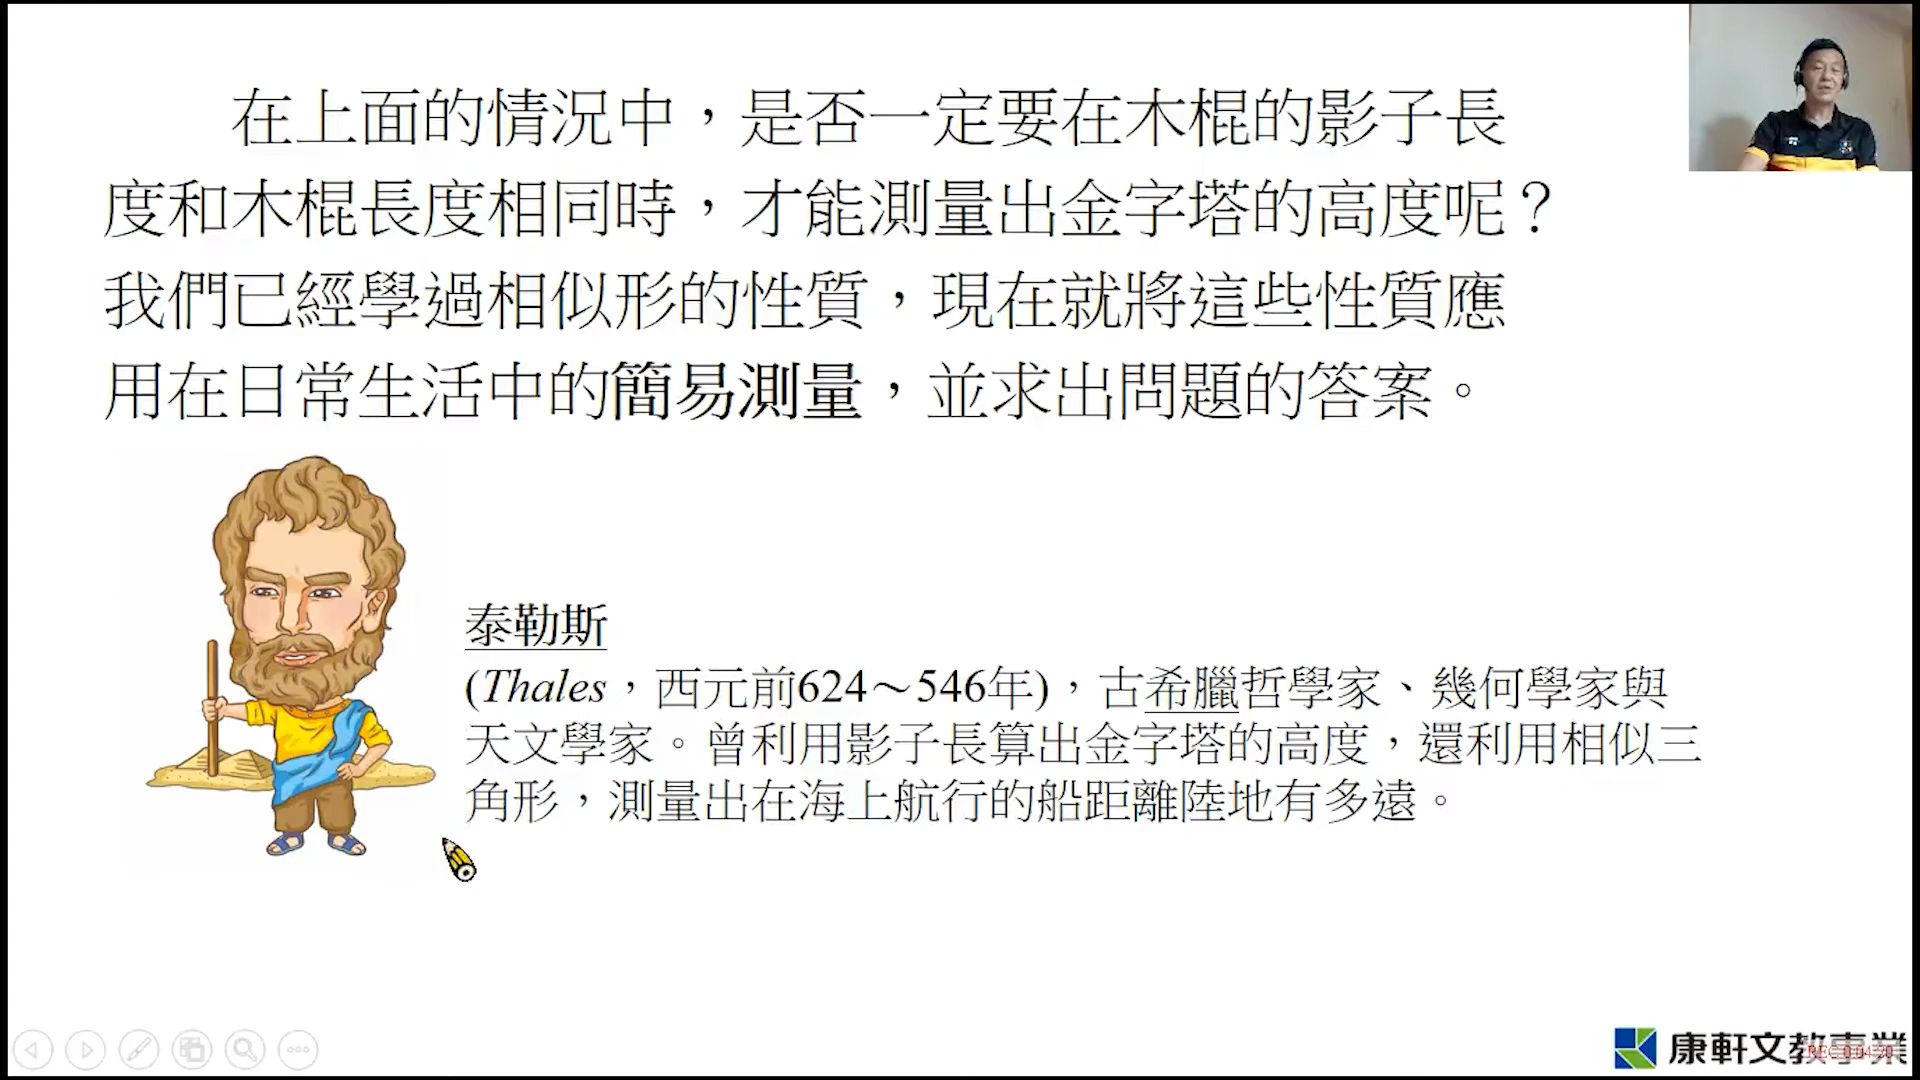 在上面的情況中，是否一定要在木棍的影子長
度和木棍長度相同時，才能測量出金字塔的高度呢？
我們已經學過相似形的性質，現在就將這些性質應
用在日常生活中的簡易測量，並求出問題的答案。
泰勒斯
(Thales，西元前624～546年)，古希臘哲學家、幾何學家與
天文學家。曾利用影子長算出金字塔的高度，還利用相似三
角形，測量出在海上航行的船距離陸地有多遠。
康軒文教事業
REC 0:04:20